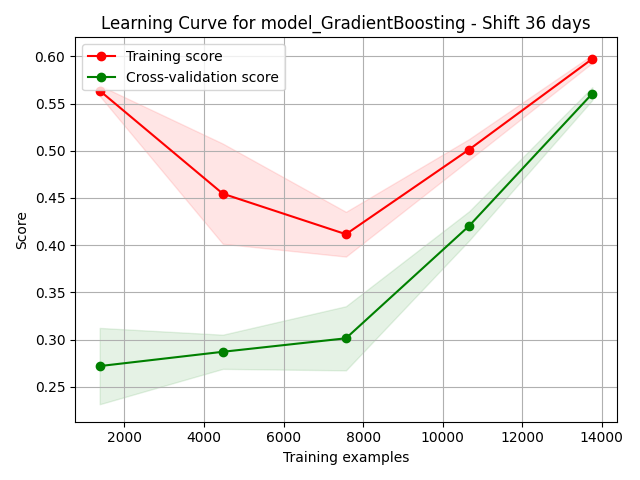 Learning Curve for model_GradientBoosting - Shift 36 days
Training score
Cross-validation score
0.60
0.55
0.50
0.45
0.40
0.35
0.30
0.25
Score
2000 4000 6000 8000 10000 12000 14000
Training examples